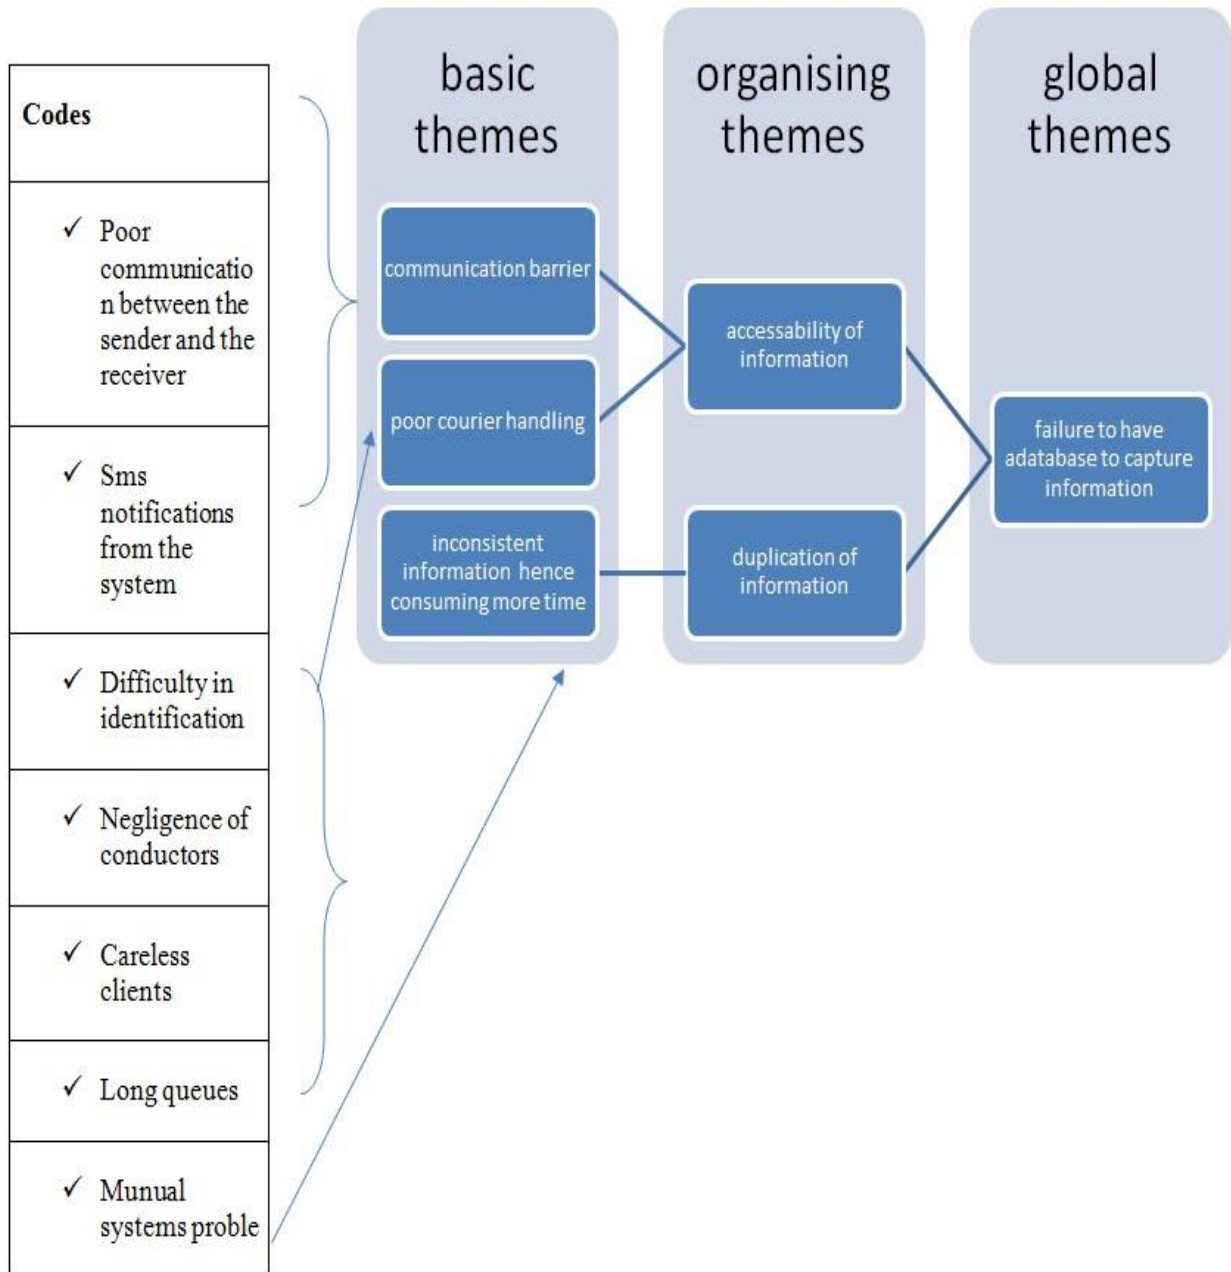 Codes
✓ Poor
communicatio
n between the
sender and the
receiver
✓ Sms
notifications
from the
system
✓ Difficulty in
identification
✓ Negligence of
conductors
✓ Careless
clients
✓ Long queues
✓ Munual
systems proble
basic
themes
communication barrier
poor courier handling
inconsistent
information hence
consuming more time
organising
themes
accessability of
information
duplication of
information
global
themes
failure to have
adatabase to capture
information